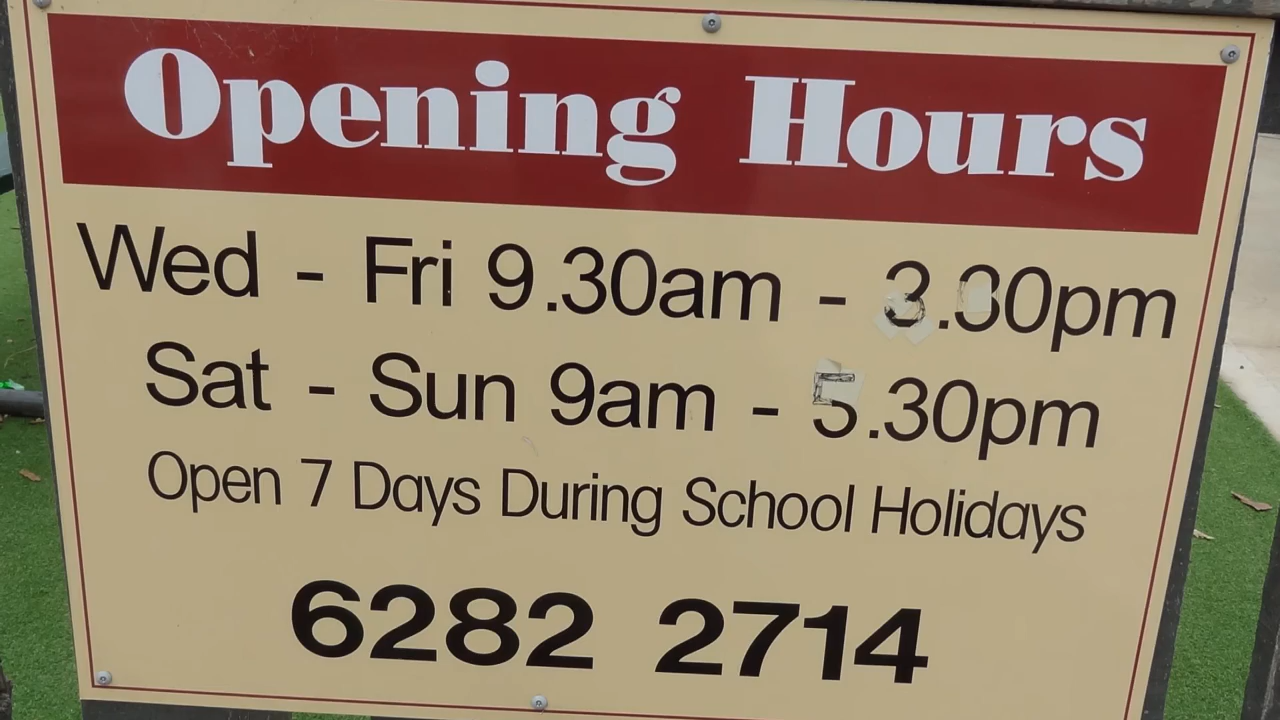 Opening Hours
Wed - Fri 9.30am - 3.30pm
Sat - Sun 9am - 5.30pm
Open 7 Days During School Holidays
6282 2714